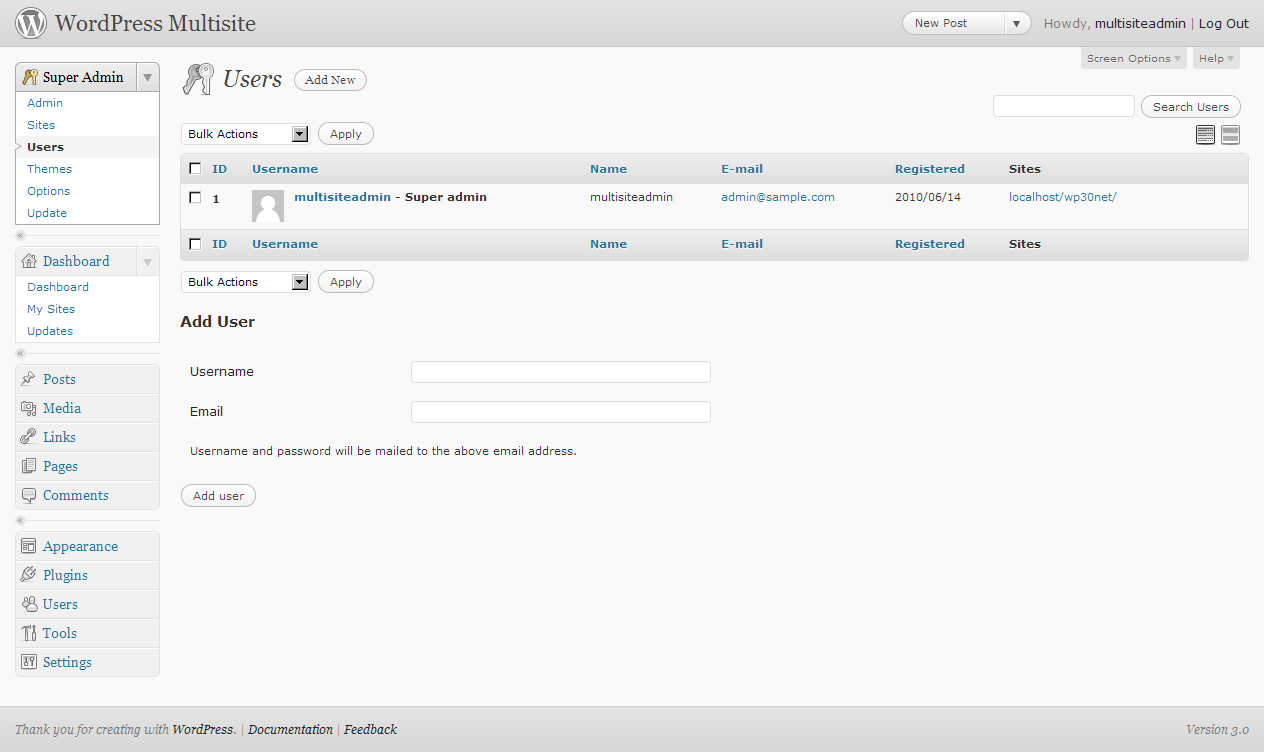 WordPress Multisite
New Post
Howdy, multisiteadmin | Log Out
Screen Options
Help
Super Admin
Admin
Sites
Users
Themes
Options
Update
«
Dashboard
Dashboard
My Sites
Updates
«
Posts
Media
Links
Pages
Comments
«
Appearance
Plugins
Users
Tools
Settings
Users Add New
Search Users
Bulk Actions Apply
ID Username Name E-mail Registered Sites
1 multisiteadmin - Super admin multisiteadmin admin@sample.com 2010/06/14 localhost/wp30net/
ID Username Name E-mail Registered Sites
Bulk Actions Apply
Add User
Username
Email
Username and password will be mailed to the above email address.
Add user
Thank you for creating with WordPress. | Documentation | Feedback
Version 3.0